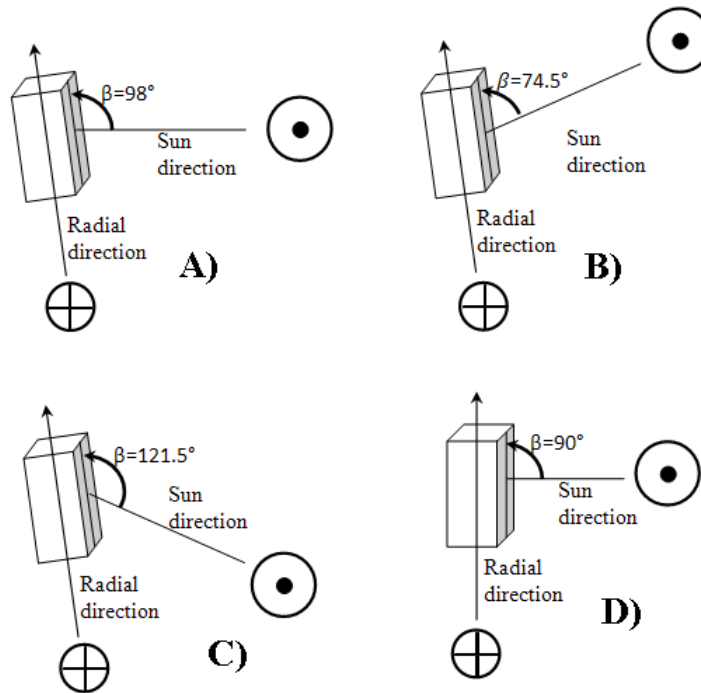 β=98°
Sun
direction
Radial
direction
A)
β=74.5°
Sun
direction
Radial
direction
B)
β=121.5°
Sun
direction
Radial
direction
C)
β=90°
Sun
direction
Radial
direction
D)